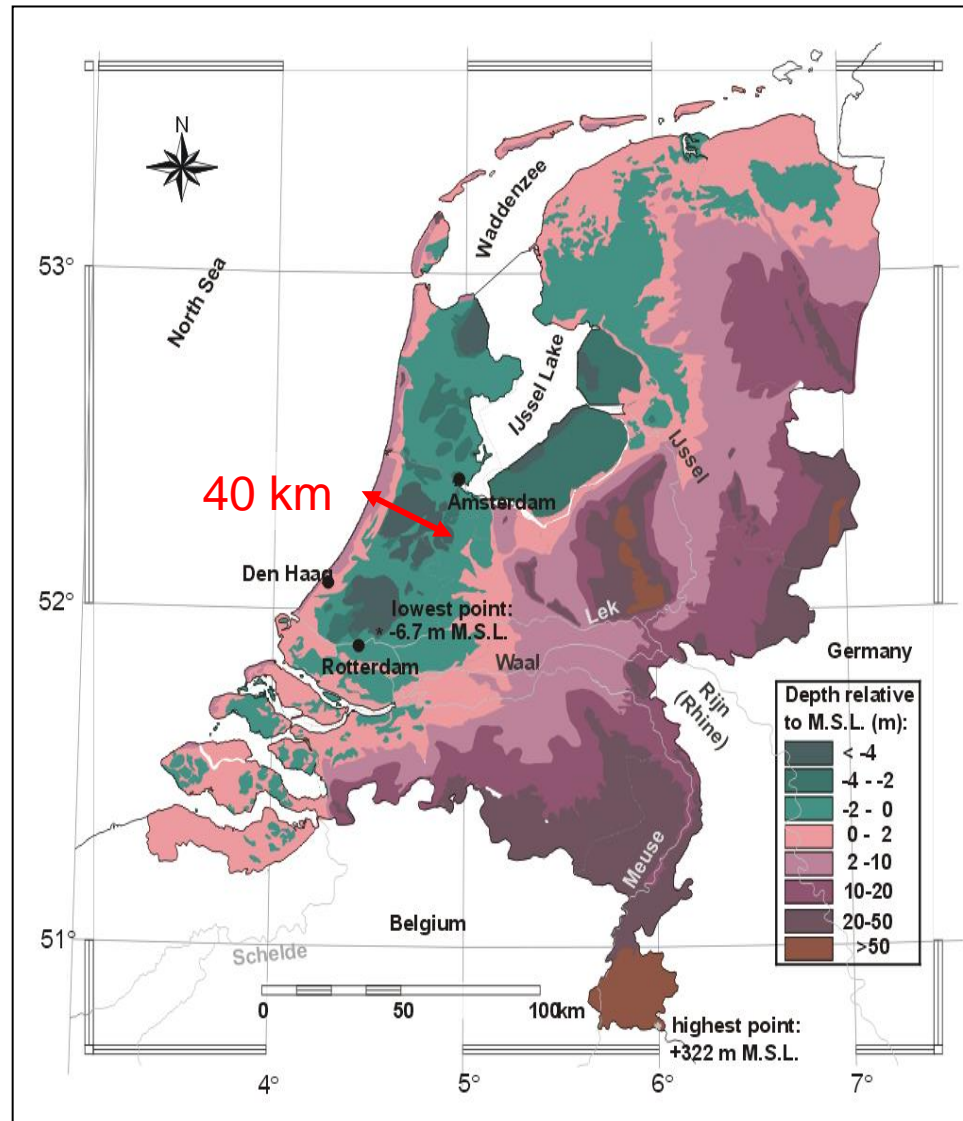 N
53°
52°
51°
4°
5°
6°
7°
North Sea
Waddenzee
IJssel Lake
IJssel
40 km
Amsterdam
Den Haag
lowest point:
* -6.7 m M.S.L.
Rotterdam
Lek
Waal
Germany
Rijn
(Rhine)
Meuse
Belgium
Schelde
0 50 100km
highest point:
+322 m M.S.L.
Depth relative
to M.S.L. (m):
< -4
-4 - -2
-2 - 0
0 - 2
2 -10
10-20
20-50
>50